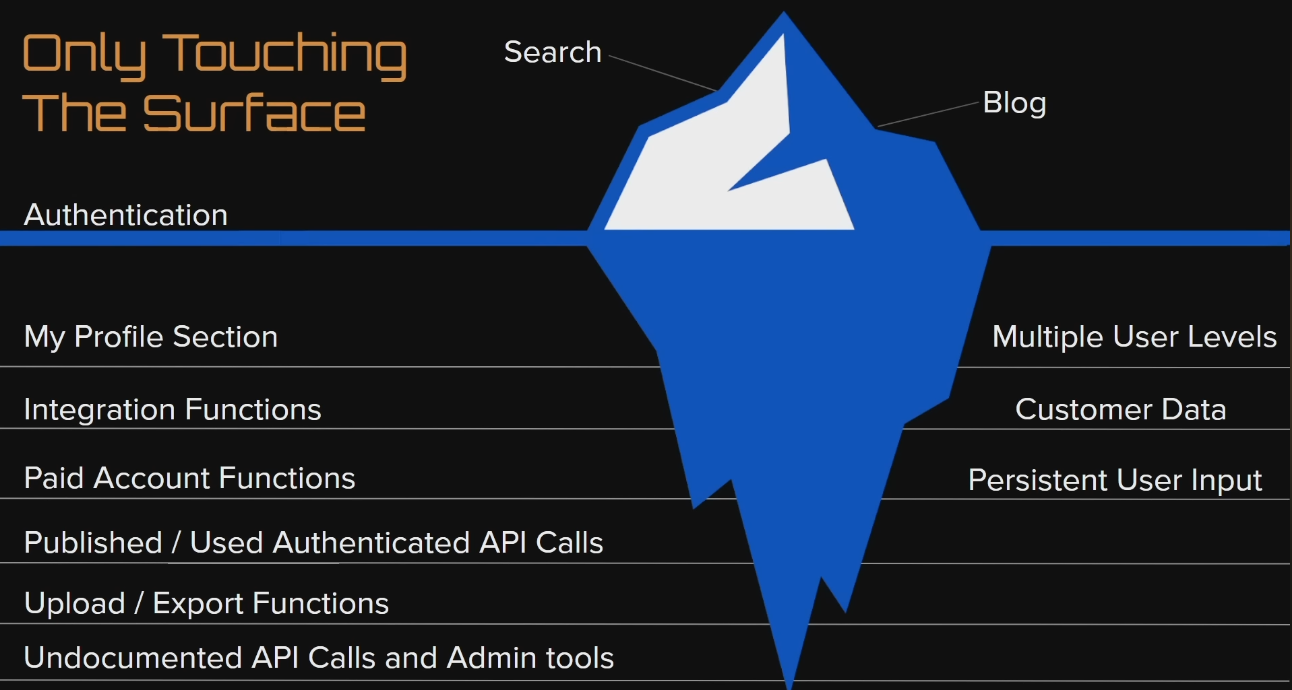 Only Touching
The Surface
Search
Blog
Authentication
My Profile Section
Multiple User Levels
Integration Functions
Customer Data
Paid Account Functions
Persistent User Input
Published / Used Authenticated API Calls
Upload / Export Functions
Undocumented API Calls and Admin tools